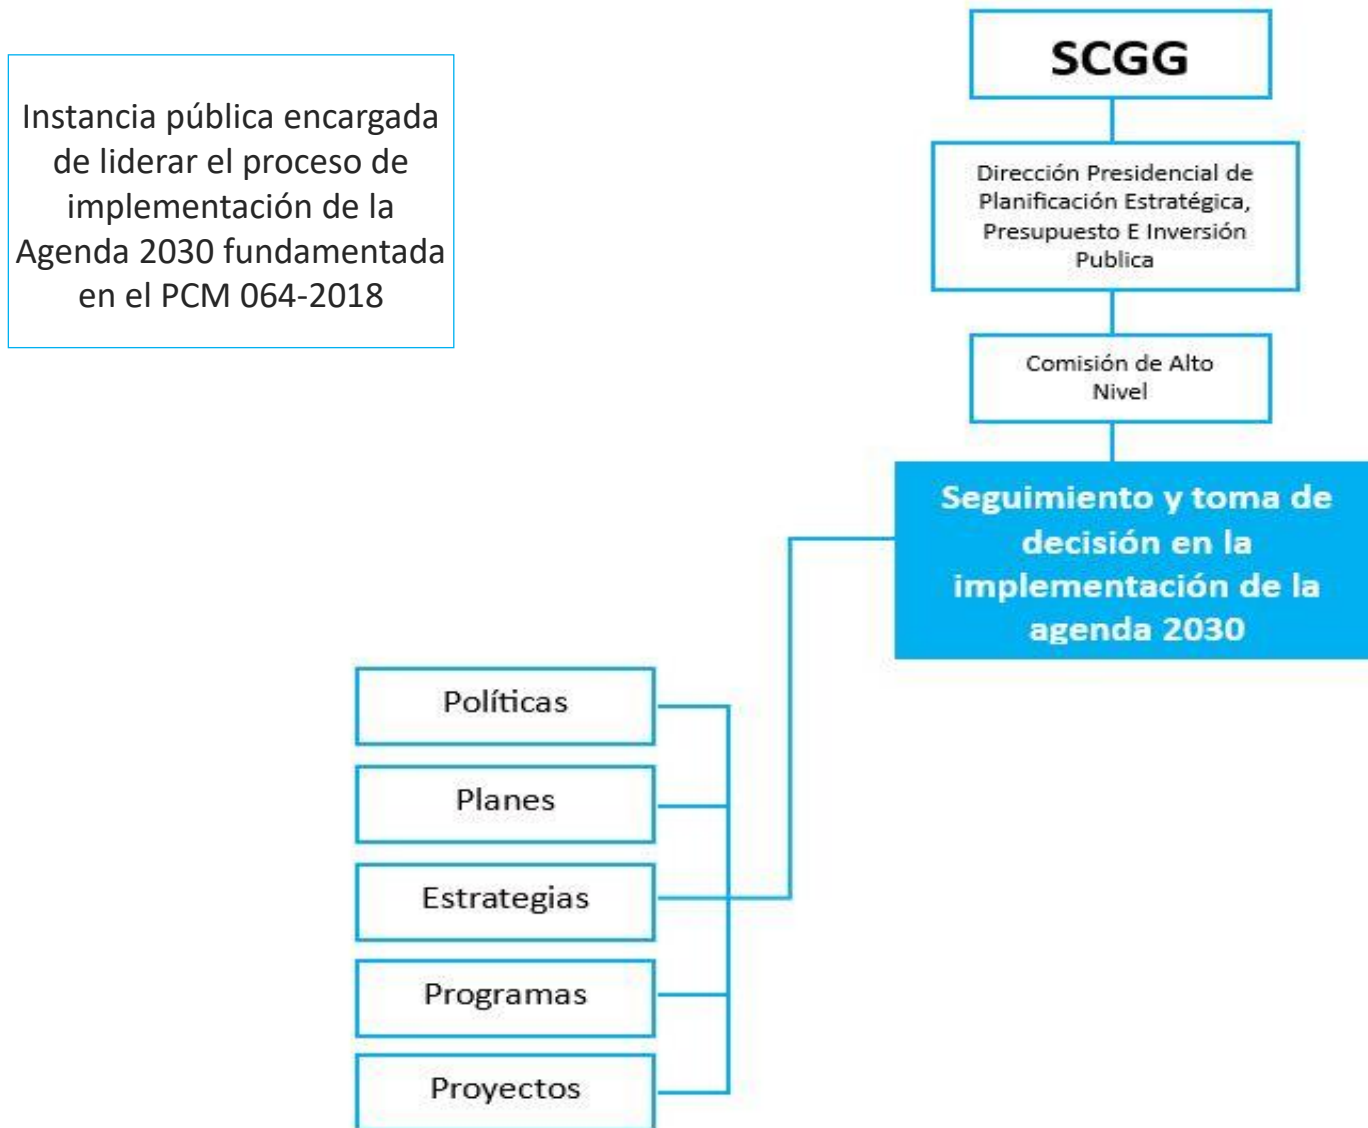 Instancia pública encargada
de liderar el proceso de
implementación de la
Agenda 2030 fundamentada
en el PCM 064-2018
SCGG
Dirección Presidencial de
Planificación Estratégica,
Presupuesto E Inversión
Publica
Comisión de Alto
Nivel
Seguimiento y toma de
decisión en la
implementación de la
agenda 2030
Políticas
Planes
Estrategias
Programas
Proyectos